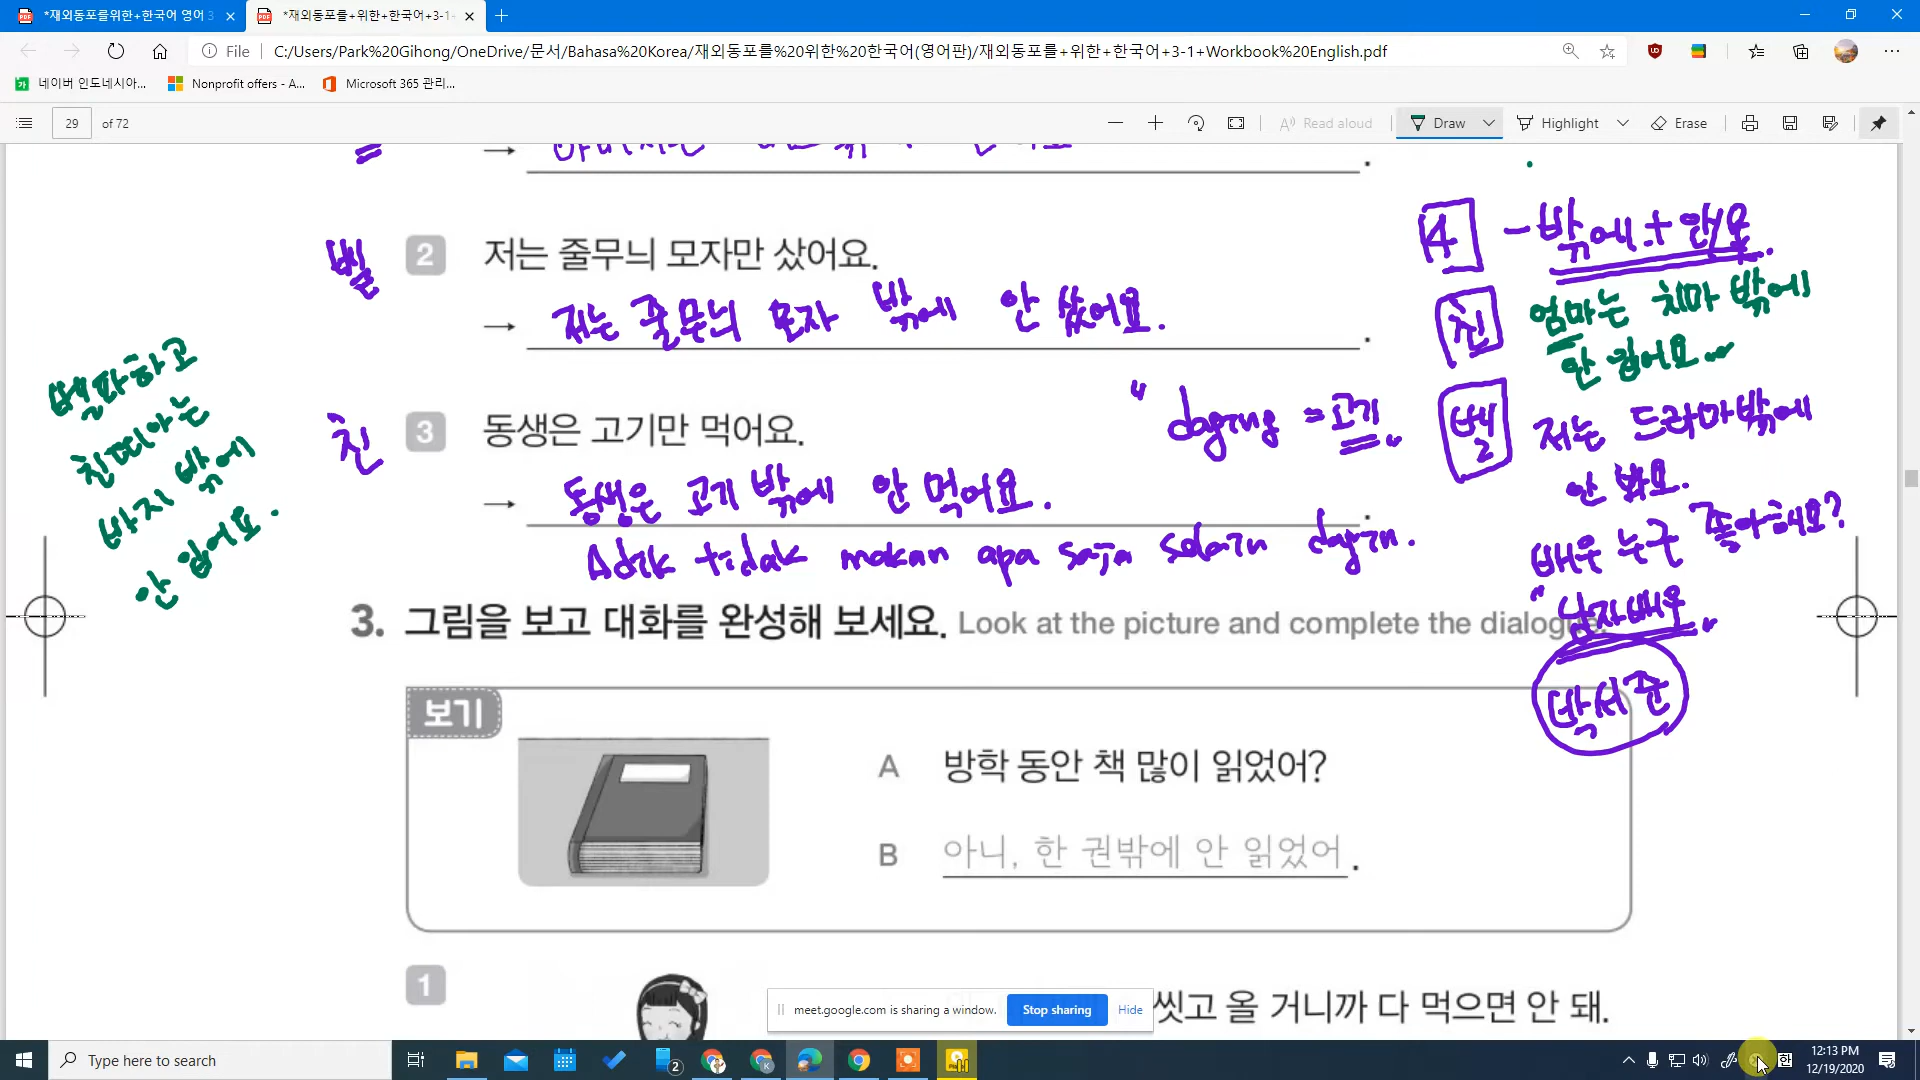 *재외동포를위한+한국어 영어 3
*재외동포를+위한+한국어+3-1+
File
C:/Users/Park%20Gihong/OneDrive/문서/Bahasa%20Korea/재외동포를%20위한%20한국어(영어판)/재외동포를+위한+한국어+3-1+Workbook%20English.pdf
네이버 인도네시아...
Nonprofit offers - A...
Microsoft 365 관리...
29 of 72
Read aloud
Draw
Highlight
Erase
4 -밖에+안/요.
벨 2 저는 줄무늬 모자만 샀어요.
→ 저는 줄무늬 모자 밖에 안 샀어요.
친 엄마는 치마 밖에
안 입어요.
벨파하고
친띠아는
바지 밖에
안 입어요.
친 3 동생은 고기만 먹어요.
"daging = 고기
→ 동생은 고기 밖에 안 먹어요.
Adik tidak makan apa saja selain daging.
벨 저는 드라마밖에
안 봐요.
배우 누구 좋아해요?
"남자배우"
박서준
3. 그림을 보고 대화를 완성해 보세요. Look at the picture and complete the dialogue.
보기
A 방학 동안 책 많이 읽었어?
B 아니, 한 권밖에 안 읽었어.
1
씻고 올 거니까 다 먹으면 안 돼.
meet.google.com is sharing a window.
Stop sharing
Hide
Type here to search
2
한
12:13 PM
12/19/2020